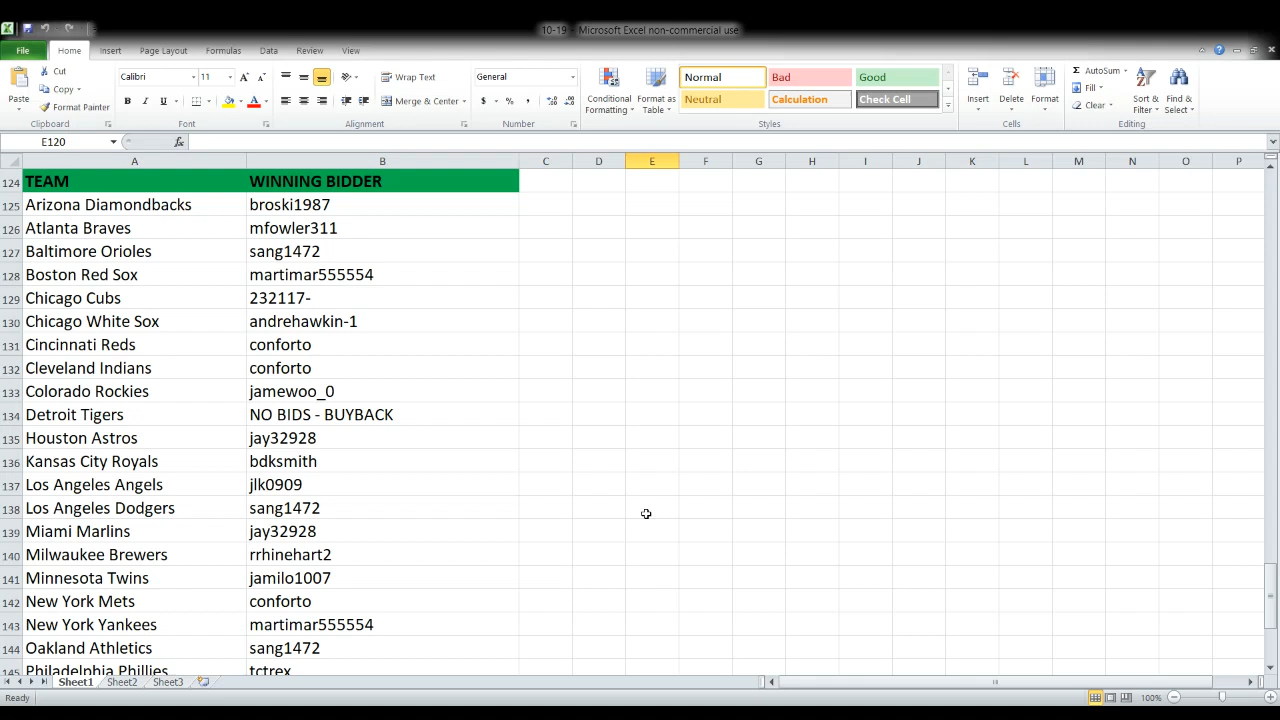 10-19 - Microsoft Excel non-commercial use
File Home Insert Page Layout Formulas Data Review View
Cut
Copy
Format Painter
Paste
Clipboard
Calibri 11
B I U
Font
Wrap Text
Merge & Center
Alignment
General
$ % ,
Number
Conditional Formatting
Format as Table
Normal Bad Good
Neutral Calculation Check Cell
Styles
Insert Delete Format
Cells
AutoSum
Fill
Clear
Sort & Filter
Find & Select
Editing
E120 fx
A B C D E F G H I J K L M N O P
124 TEAM WINNING BIDDER
125 Arizona Diamondbacks broski1987
126 Atlanta Braves mfowler311
127 Baltimore Orioles sang1472
128 Boston Red Sox martimar555554
129 Chicago Cubs 232117-
130 Chicago White Sox andrehawkin-1
131 Cincinnati Reds conforto
132 Cleveland Indians conforto
133 Colorado Rockies jamewoo_0
134 Detroit Tigers NO BIDS - BUYBACK
135 Houston Astros jay32928
136 Kansas City Royals bdksmith
137 Los Angeles Angels jlk0909
138 Los Angeles Dodgers sang1472
139 Miami Marlins jay32928
140 Milwaukee Brewers rrhinehart2
141 Minnesota Twins jamilo1007
142 New York Mets conforto
143 New York Yankees martimar555554
144 Oakland Athletics sang1472
145 Philadelphia Phillies tctrex
Sheet1 Sheet2 Sheet3
Ready 100%